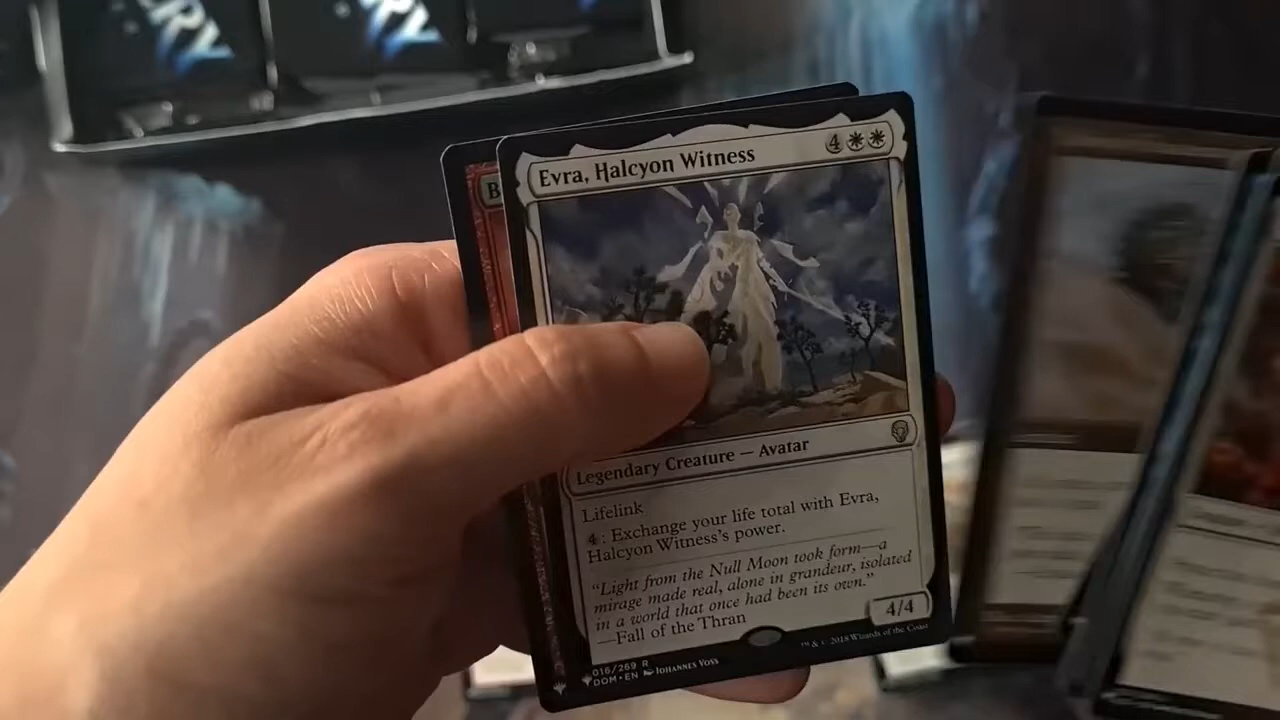 ERY
ERY
B
Evra, Halcyon Witness
4
Legendary Creature — Avatar
Lifelink
4: Exchange your life total with Evra,
Halcyon Witness's power.
"Light from the Null Moon took form—a
mirage made real, alone in grandeur, isolated
in a world that once had been its own."
—Fall of the Thran
4/4
016/269 R
DOM • EN Johannes Voss
™ & © 2018 Wizards of the Coast